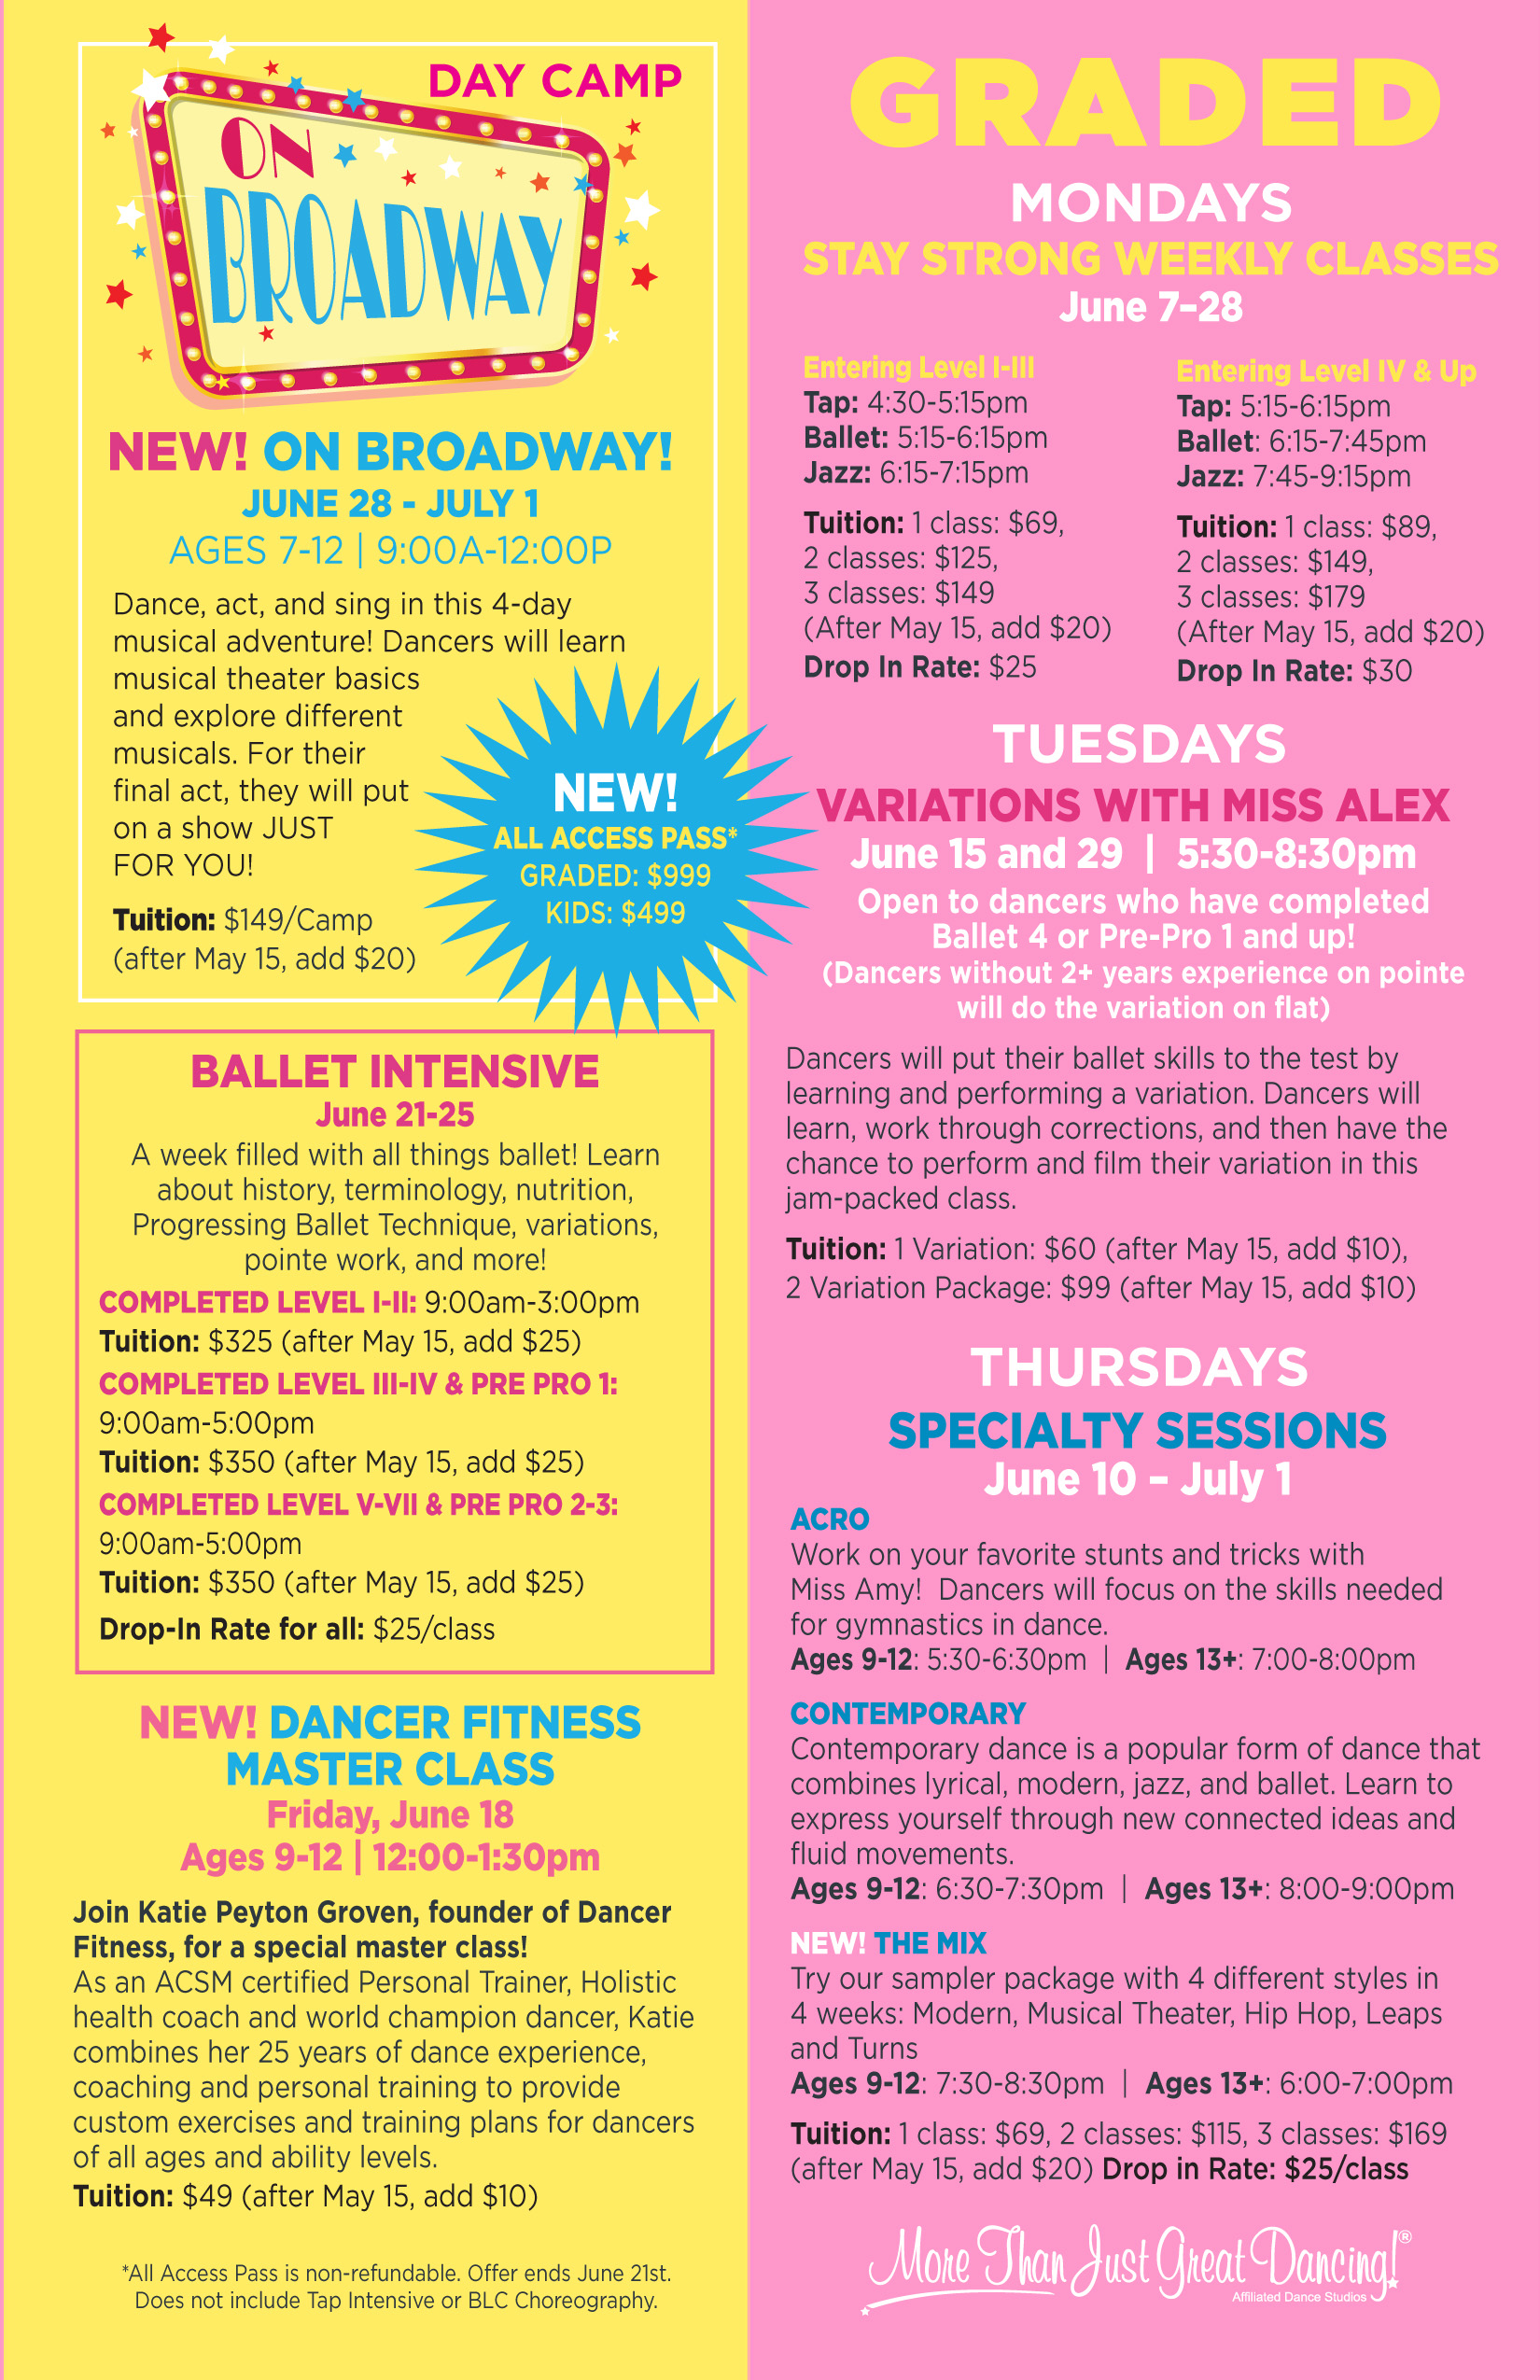 DAY CAMP
ON
BROADWAY
NEW! ON BROADWAY!
JUNE 28 - JULY 1
AGES 7-12 | 9:00A-12:00P
Dance, act, and sing in this 4-day
musical adventure! Dancers will learn
musical theater basics
and explore different
musicals. For their
final act, they will put
on a show JUST
FOR YOU!
Tuition: $149/Camp
(after May 15, add $20)
NEW!
ALL ACCESS PASS*
GRADED: $999
KIDS: $499
BALLET INTENSIVE
June 21-25
A week filled with all things ballet! Learn
about history, terminology, nutrition,
Progressing Ballet Technique, variations,
pointe work, and more!
COMPLETED LEVEL I-II: 9:00am-3:00pm
Tuition: $325 (after May 15, add $25)
COMPLETED LEVEL III-IV & PRE PRO 1:
9:00am-5:00pm
Tuition: $350 (after May 15, add $25)
COMPLETED LEVEL V-VII & PRE PRO 2-3:
9:00am-5:00pm
Tuition: $350 (after May 15, add $25)
Drop-In Rate for all: $25/class
NEW! DANCER FITNESS
MASTER CLASS
Friday, June 18
Ages 9-12 | 12:00-1:30pm
Join Katie Peyton Groven, founder of Dancer
Fitness, for a special master class!
As an ACSM certified Personal Trainer, Holistic
health coach and world champion dancer, Katie
combines her 25 years of dance experience,
coaching and personal training to provide
custom exercises and training plans for dancers
of all ages and ability levels.
Tuition: $49 (after May 15, add $10)
*All Access Pass is non-refundable. Offer ends June 21st.
Does not include Tap Intensive or BLC Choreography.
GRADED
MONDAYS
STAY STRONG WEEKLY CLASSES
June 7–28
Entering Level I-III
Tap: 4:30-5:15pm
Ballet: 5:15-6:15pm
Jazz: 6:15-7:15pm
Tuition: 1 class: $69,
2 classes: $125,
3 classes: $149
(After May 15, add $20)
Drop In Rate: $25
Entering Level IV & Up
Tap: 5:15-6:15pm
Ballet: 6:15-7:45pm
Jazz: 7:45-9:15pm
Tuition: 1 class: $89,
2 classes: $149,
3 classes: $179
(After May 15, add $20)
Drop In Rate: $30
TUESDAYS
VARIATIONS WITH MISS ALEX
June 15 and 29 | 5:30-8:30pm
Open to dancers who have completed
Ballet 4 or Pre-Pro 1 and up!
(Dancers without 2+ years experience on pointe
will do the variation on flat)
Dancers will put their ballet skills to the test by
learning and performing a variation. Dancers will
learn, work through corrections, and then have the
chance to perform and film their variation in this
jam-packed class.
Tuition: 1 Variation: $60 (after May 15, add $10),
2 Variation Package: $99 (after May 15, add $10)
THURSDAYS
SPECIALTY SESSIONS
June 10 – July 1
ACRO
Work on your favorite stunts and tricks with
Miss Amy! Dancers will focus on the skills needed
for gymnastics in dance.
Ages 9-12: 5:30-6:30pm | Ages 13+: 7:00-8:00pm
CONTEMPORARY
Contemporary dance is a popular form of dance that
combines lyrical, modern, jazz, and ballet. Learn to
express yourself through new connected ideas and
fluid movements.
Ages 9-12: 6:30-7:30pm | Ages 13+: 8:00-9:00pm
NEW! THE MIX
Try our sampler package with 4 different styles in
4 weeks: Modern, Musical Theater, Hip Hop, Leaps
and Turns
Ages 9-12: 7:30-8:30pm | Ages 13+: 6:00-7:00pm
Tuition: 1 class: $69, 2 classes: $115, 3 classes: $169
(after May 15, add $20) Drop in Rate: $25/class
More Than Just Great Dancing!®
Affiliated Dance Studios